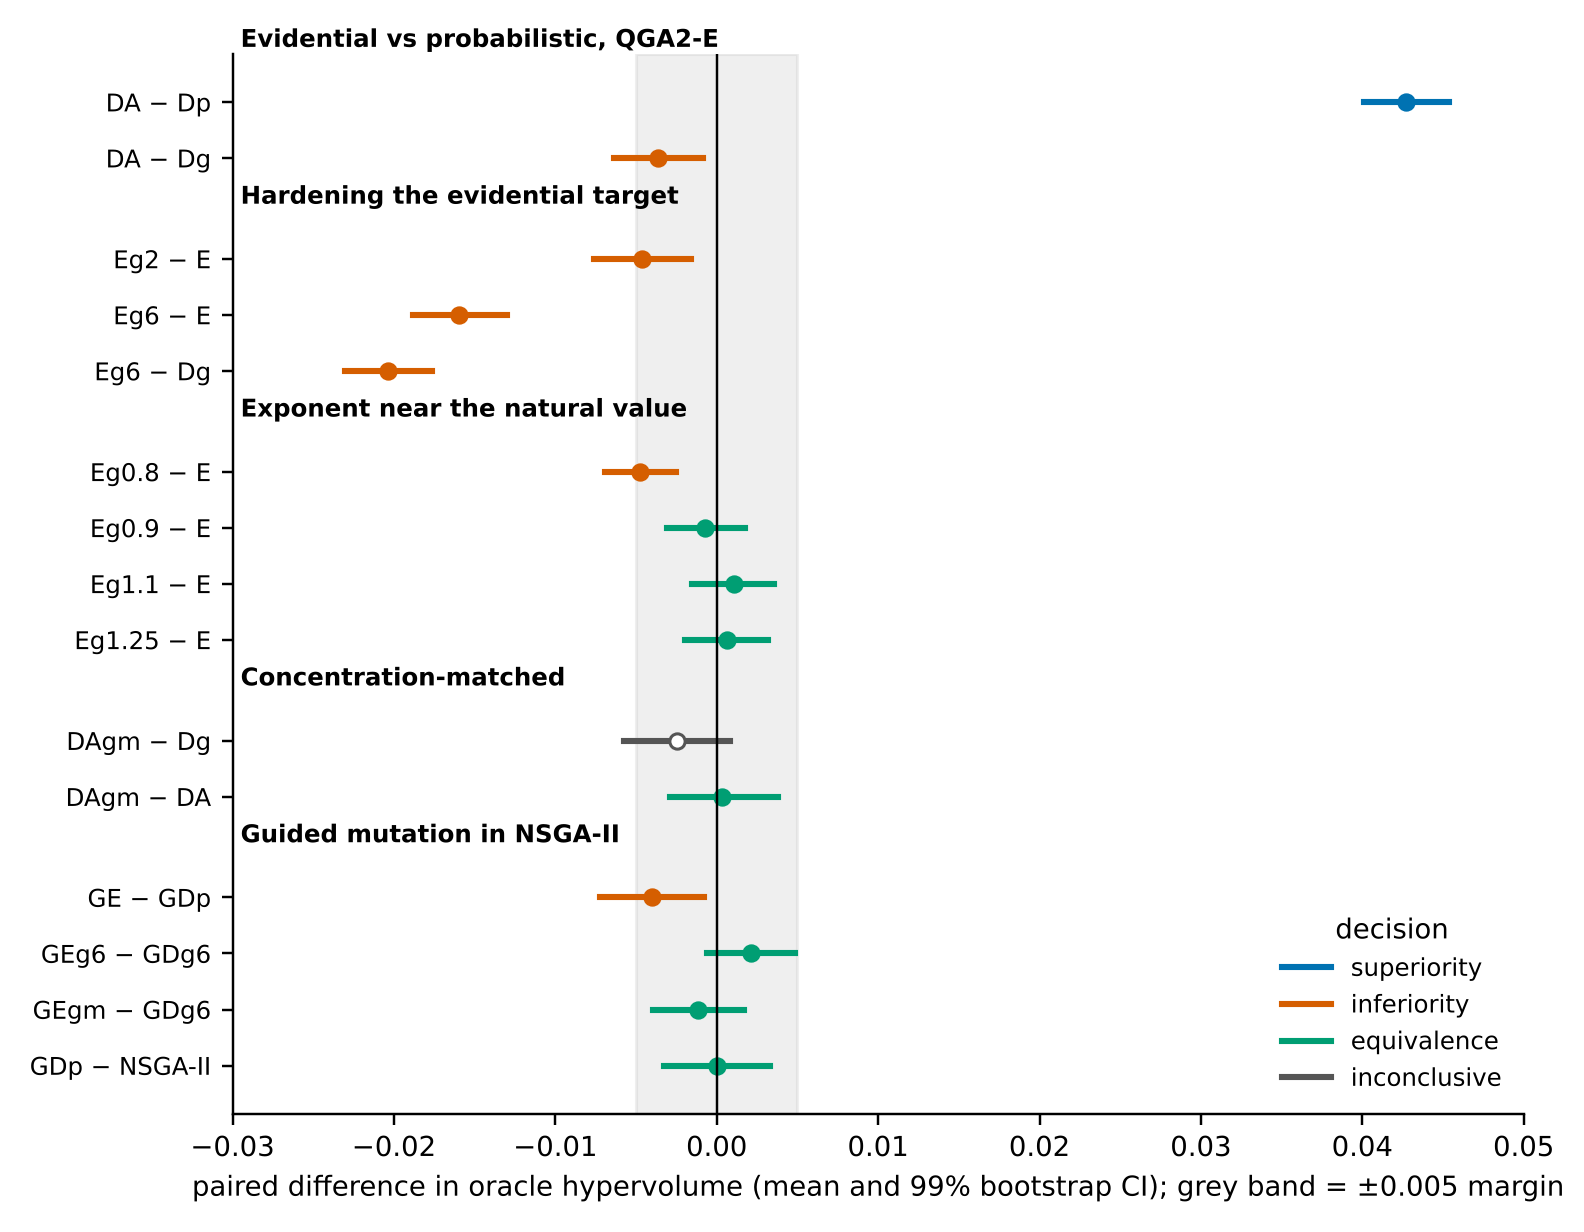 Evidential vs probabilistic, QGA2-E
DA − Dp
DA − Dg
Hardening the evidential target
Eg2 − E
Eg6 − E
Eg6 − Dg
Exponent near the natural value
Eg0.8 − E
Eg0.9 − E
Eg1.1 − E
Eg1.25 − E
Concentration-matched
DAgm − Dg
DAgm − DA
Guided mutation in NSGA-II
GE − GDp
GEg6 − GDg6
GEgm − GDg6
GDp − NSGA-II
decision
superiority
inferiority
equivalence
inconclusive
−0.03 −0.02 −0.01 0.00 0.01 0.02 0.03 0.04 0.05
paired difference in oracle hypervolume (mean and 99% bootstrap CI); grey band = ±0.005 margin